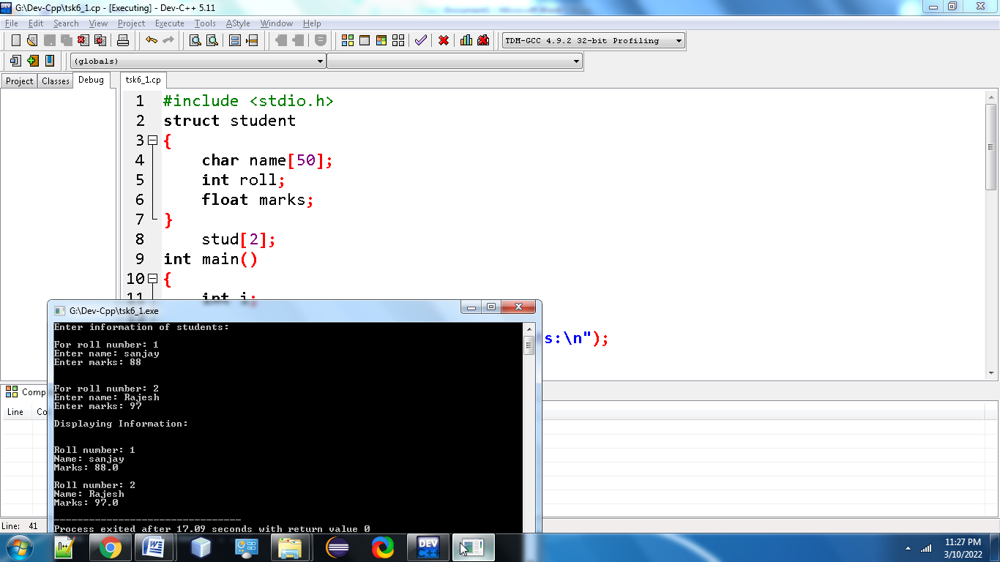 G:\Dev-Cpp\tsk6_1.cp - [Executing] - Dev-C++ 5.11
File Edit Search View Project Execute Tools AStyle Window Help
TDM-GCC 4.9.2 32-bit Profiling
(globals)
Project Classes Debug
tsk6_1.cp
1 #include <stdio.h>
2 struct student
3 {
4 char name[50];
5 int roll;
6 float marks;
7 }
8 stud[2];
9 int main()
10 {
11 int i;
s:\n");
G:\Dev-Cpp\tsk6_1.exe
Enter information of students:
For roll number: 1
Enter name: sanjay
Enter marks: 88
For roll number: 2
Enter name: Rajesh
Enter marks: 97
Displaying Information:
Roll number: 1
Name: sanjay
Marks: 88.0
Roll number: 2
Name: Rajesh
Marks: 97.0
--------------------------------
Process exited after 17.09 seconds with return value 0
Comp
Line Co
Line: 41
DEV C++
11:27 PM
3/10/2022